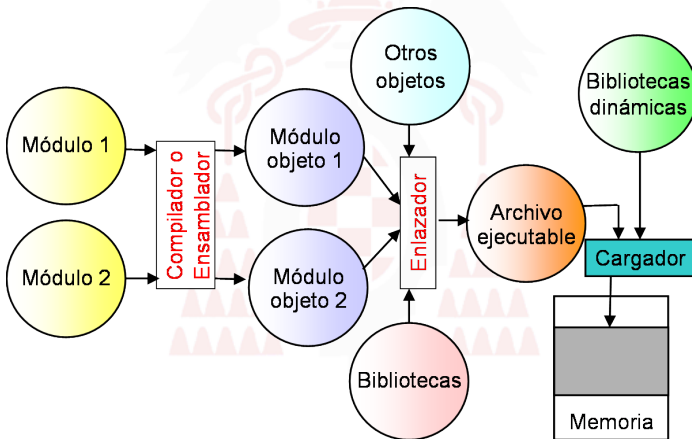 Módulo 1
Módulo 2
Compilador o
Ensamblador
Módulo
objeto 1
Módulo
objeto 2
Otros
objetos
Enlazador
Bibliotecas
Archivo
ejecutable
Bibliotecas
dinámicas
Cargador
Memoria